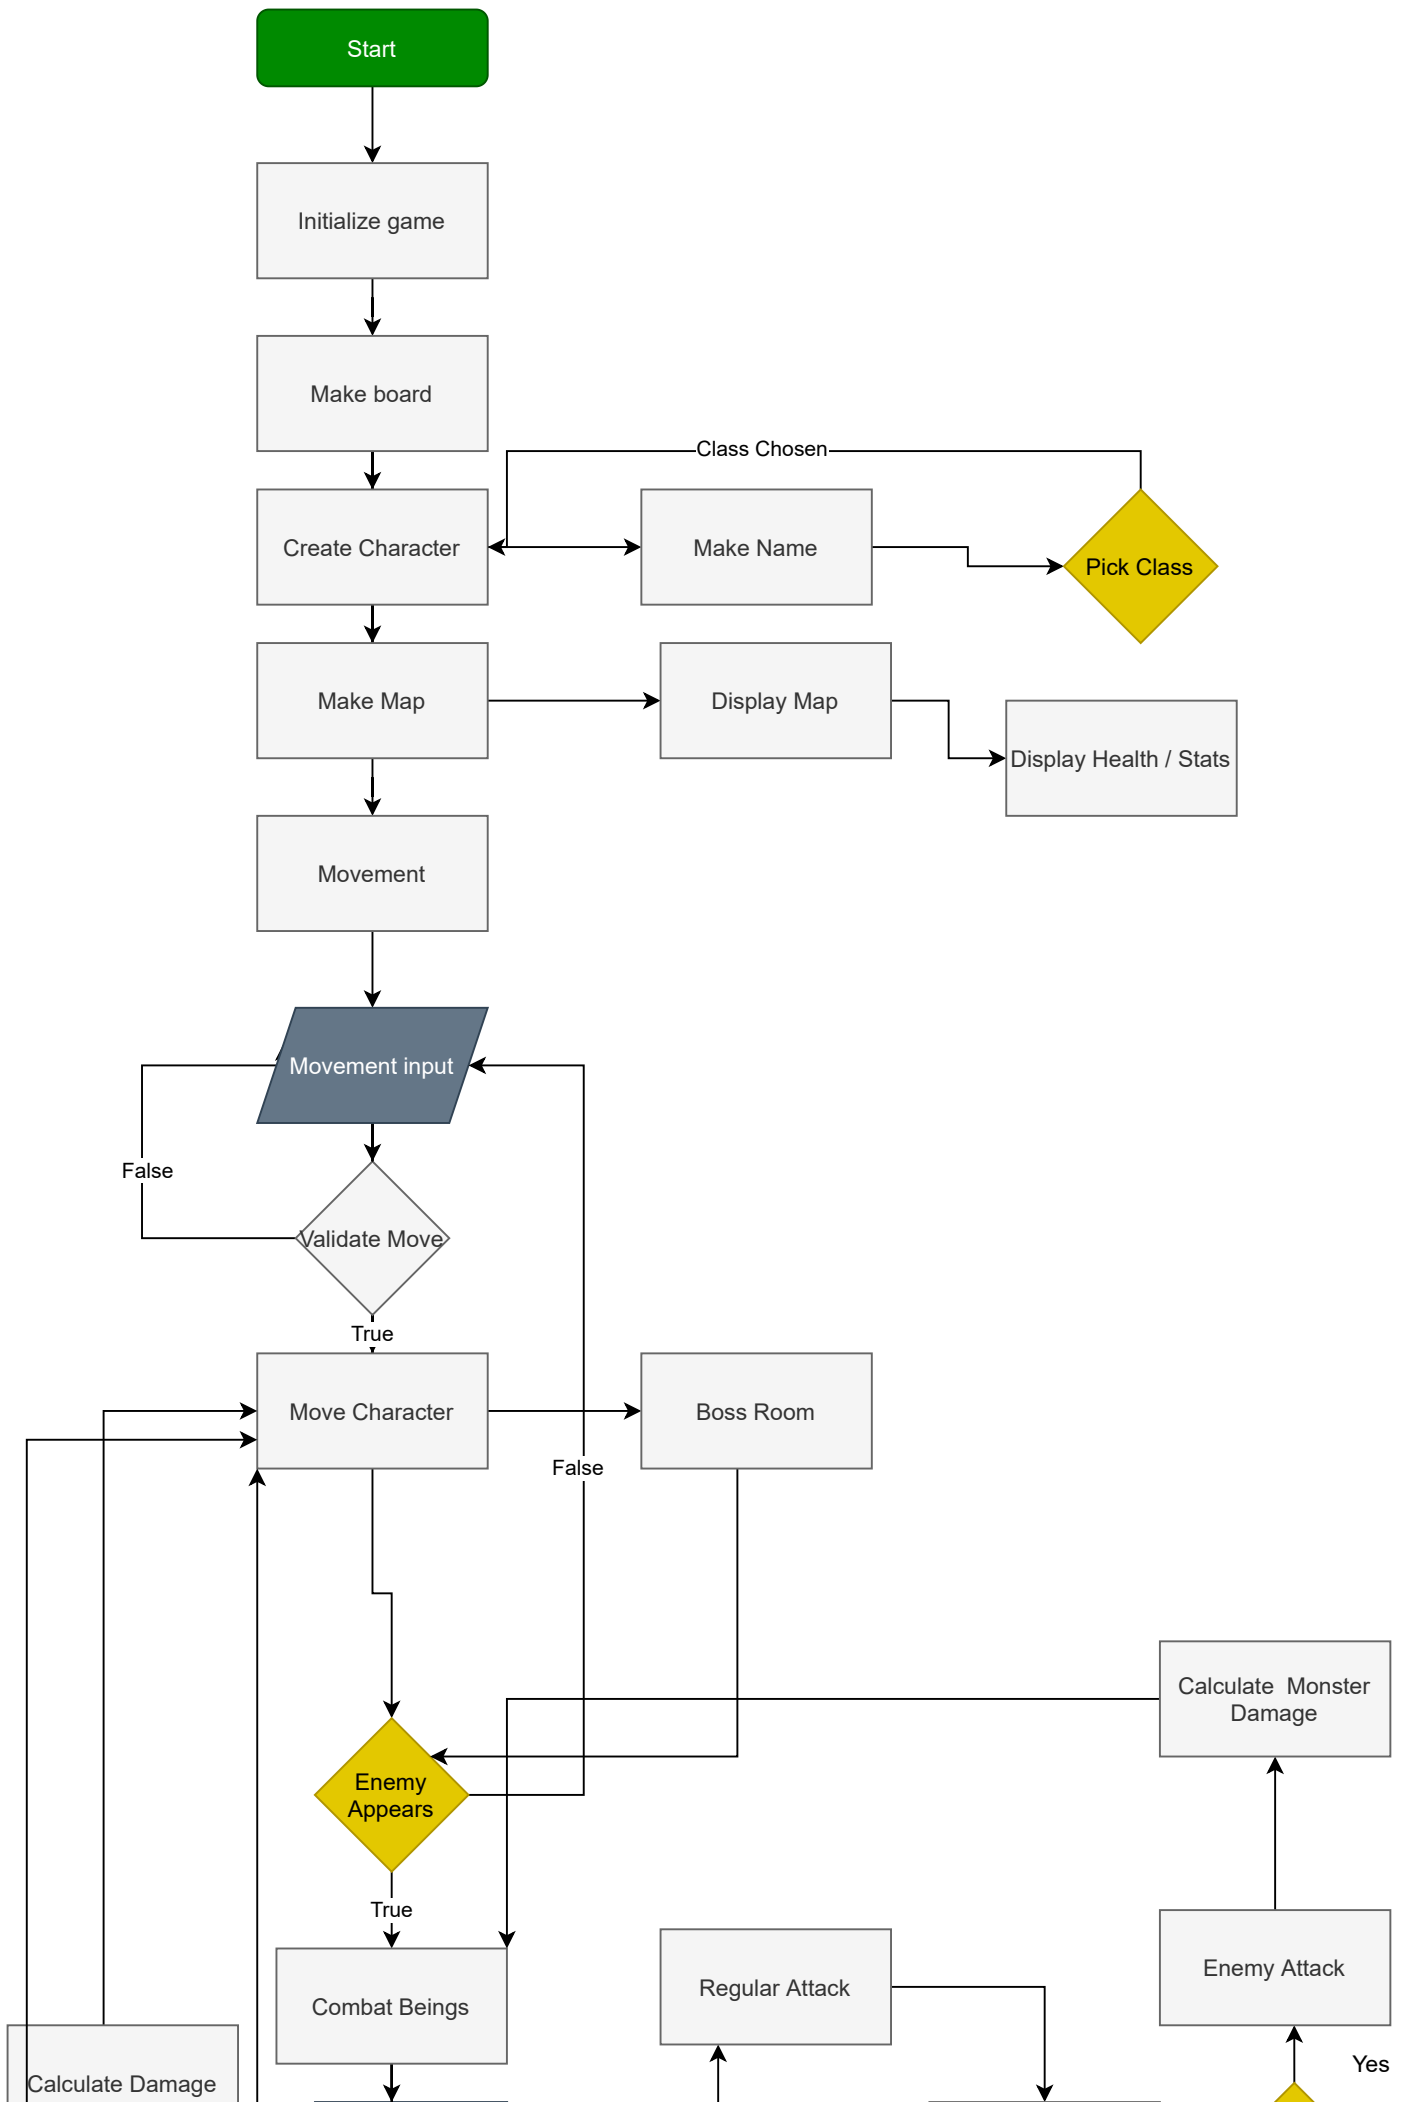 Start
Initialize game
Make board
Class Chosen
Create Character
Make Name
Pick Class
Make Map
Display Map
Display Health / Stats
Movement
Movement input
False
Validate Move
True
Move Character
Boss Room
False
Calculate  Monster
Damage
Enemy
Appears
True
Combat Beings
Regular Attack
Enemy Attack
Yes
Calculate Damage